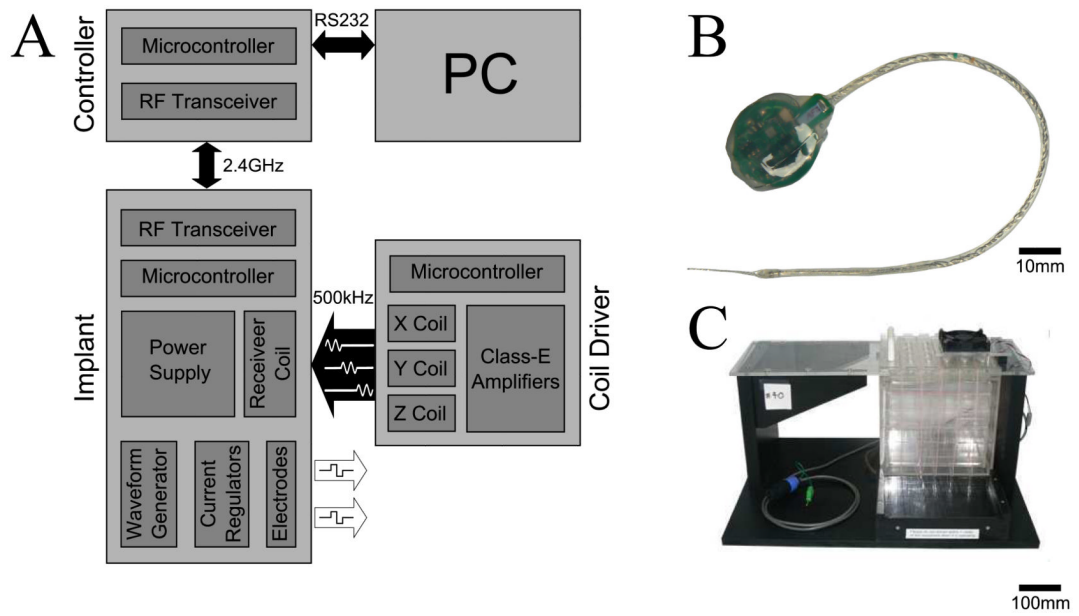 A
Controller
Microcontroller
RF Transceiver
RS232
PC
2.4GHz
Implant
RF Transceiver
Microcontroller
Power
Supply
Receiveer
Coil
Waveform
Generator
Current
Regulators
Electrodes
500kHz
Coil Driver
Microcontroller
X Coil
Y Coil
Z Coil
Class-E
Amplifiers
B
10mm
C
#40
100mm